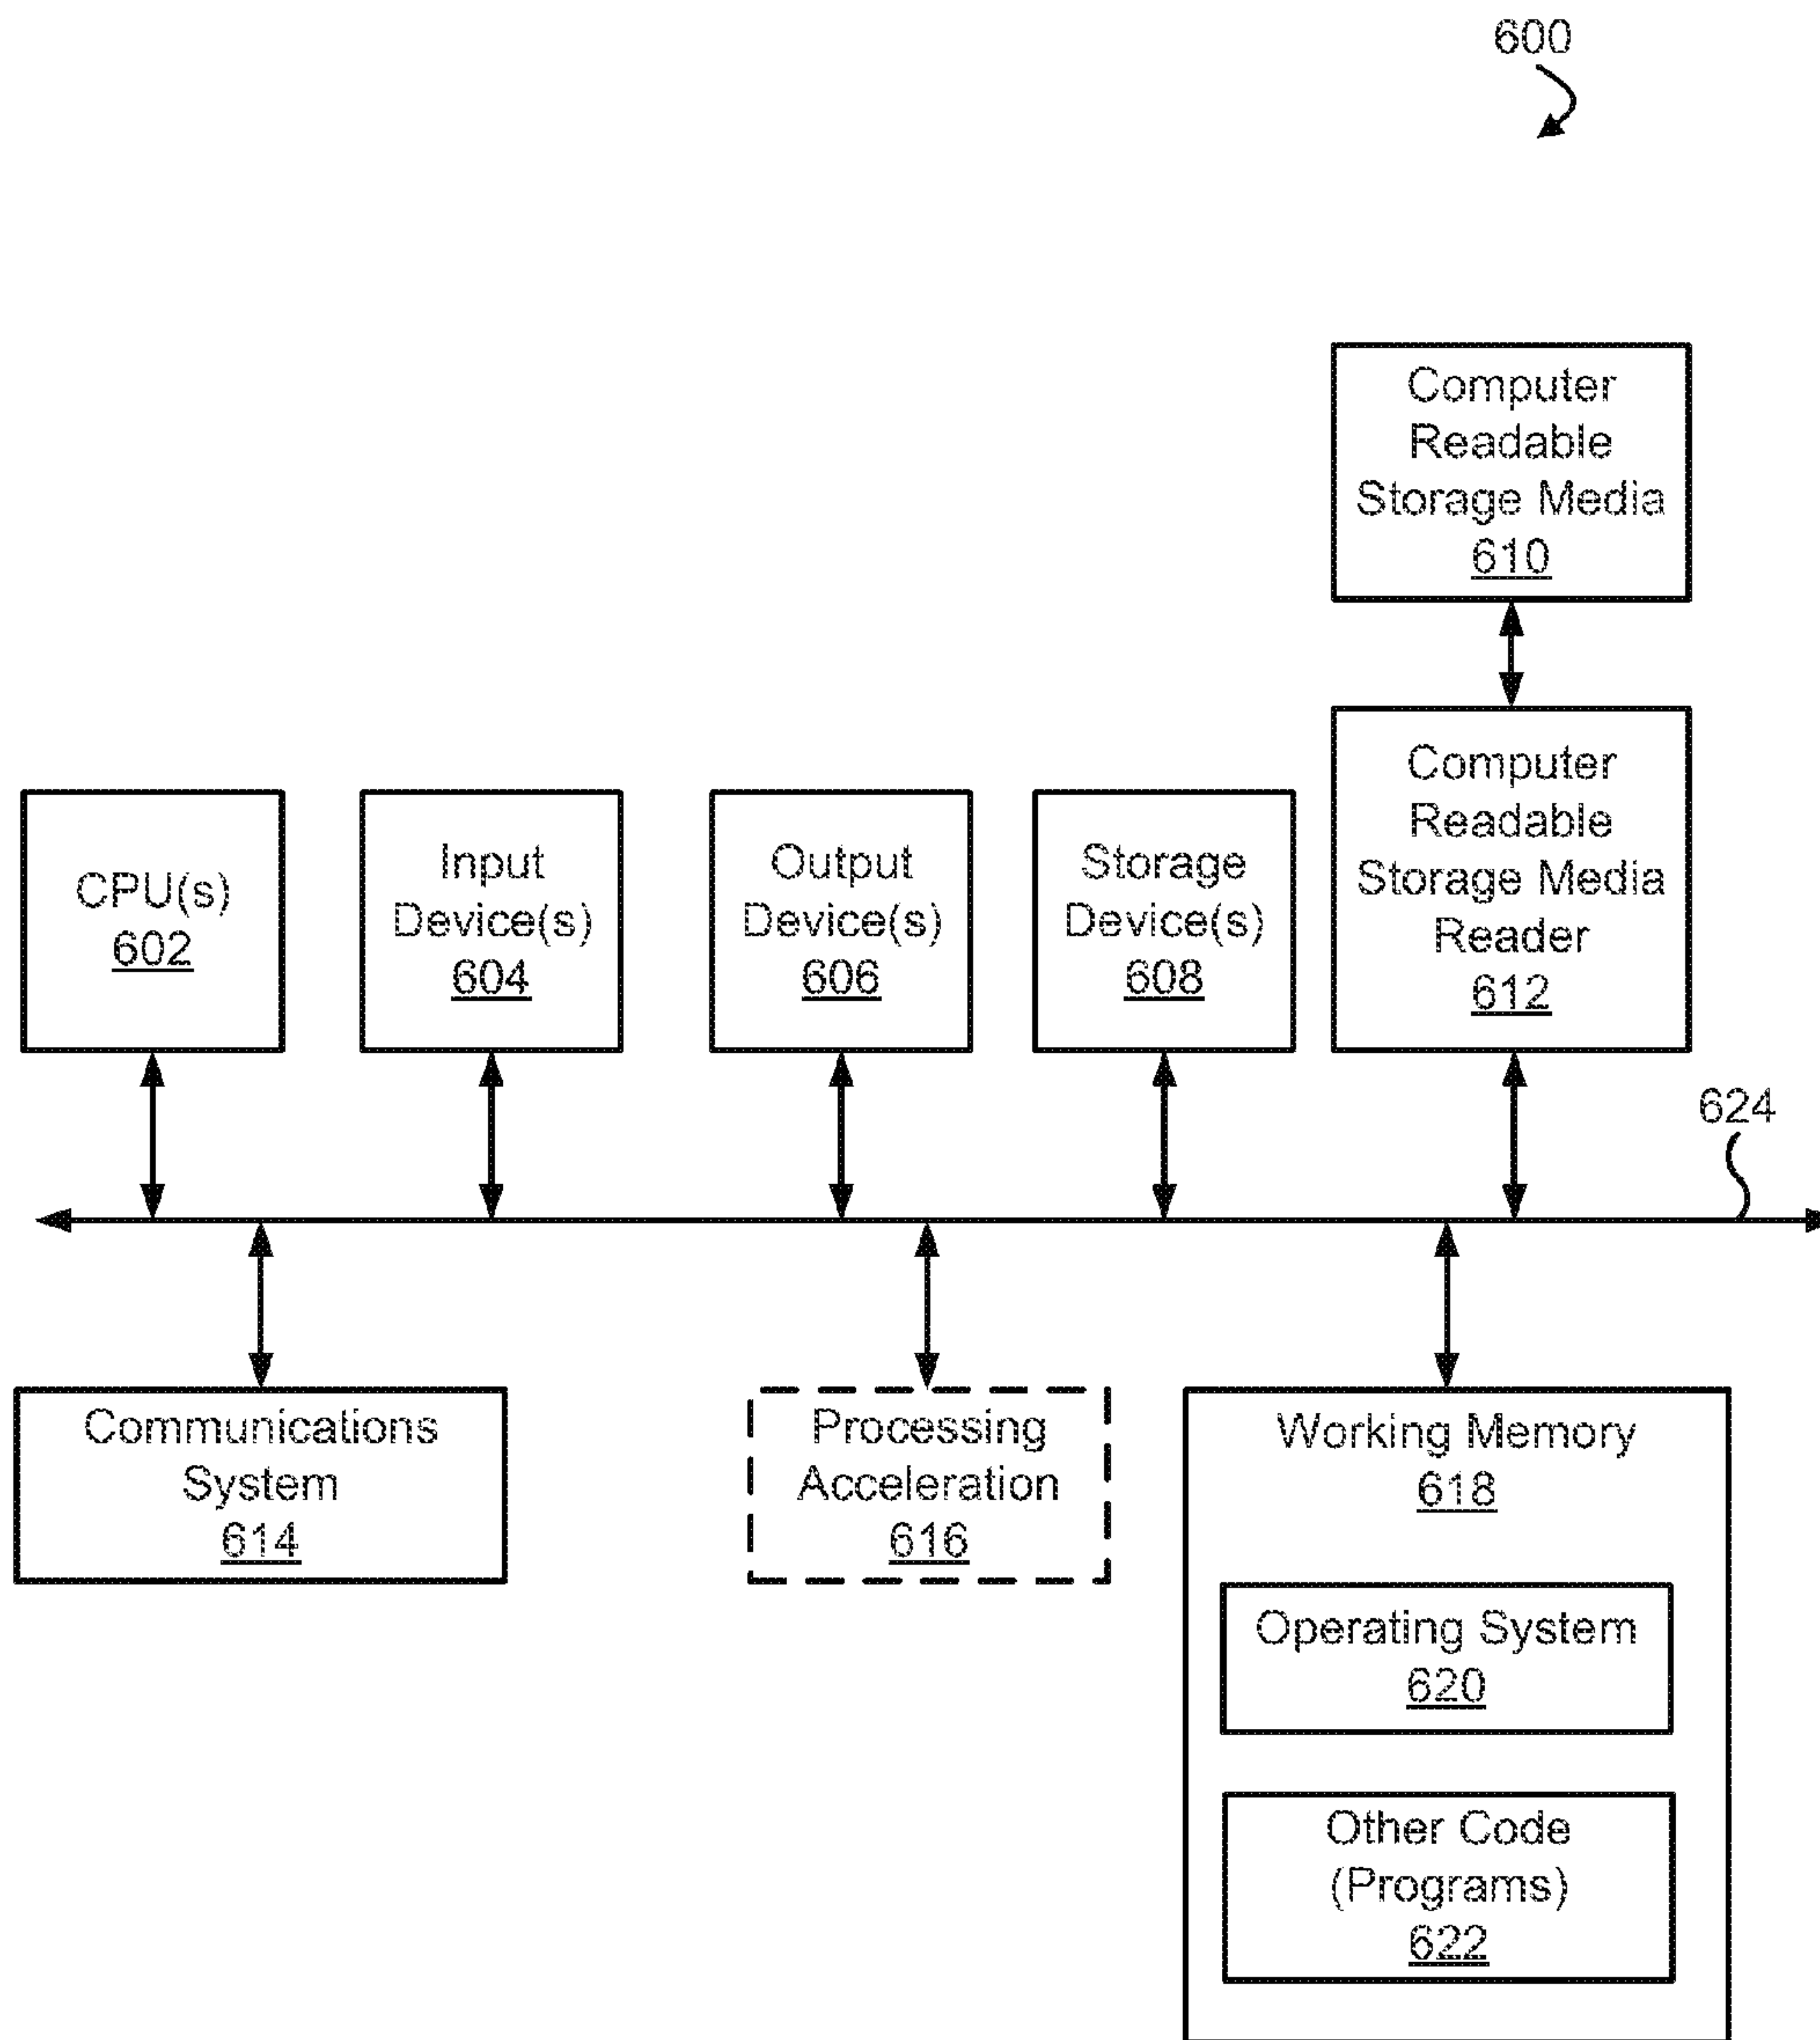 600
Computer
Readable
Storage Media
610
Computer
Readable
Storage Media
Reader
612
CPU(s)
602
Input
Device(s)
604
Output
Device(s)
606
Storage
Device(s)
608
624
Communications
System
614
Processing
Acceleration
616
Working Memory
618
Operating System
620
Other Code
(Programs)
622